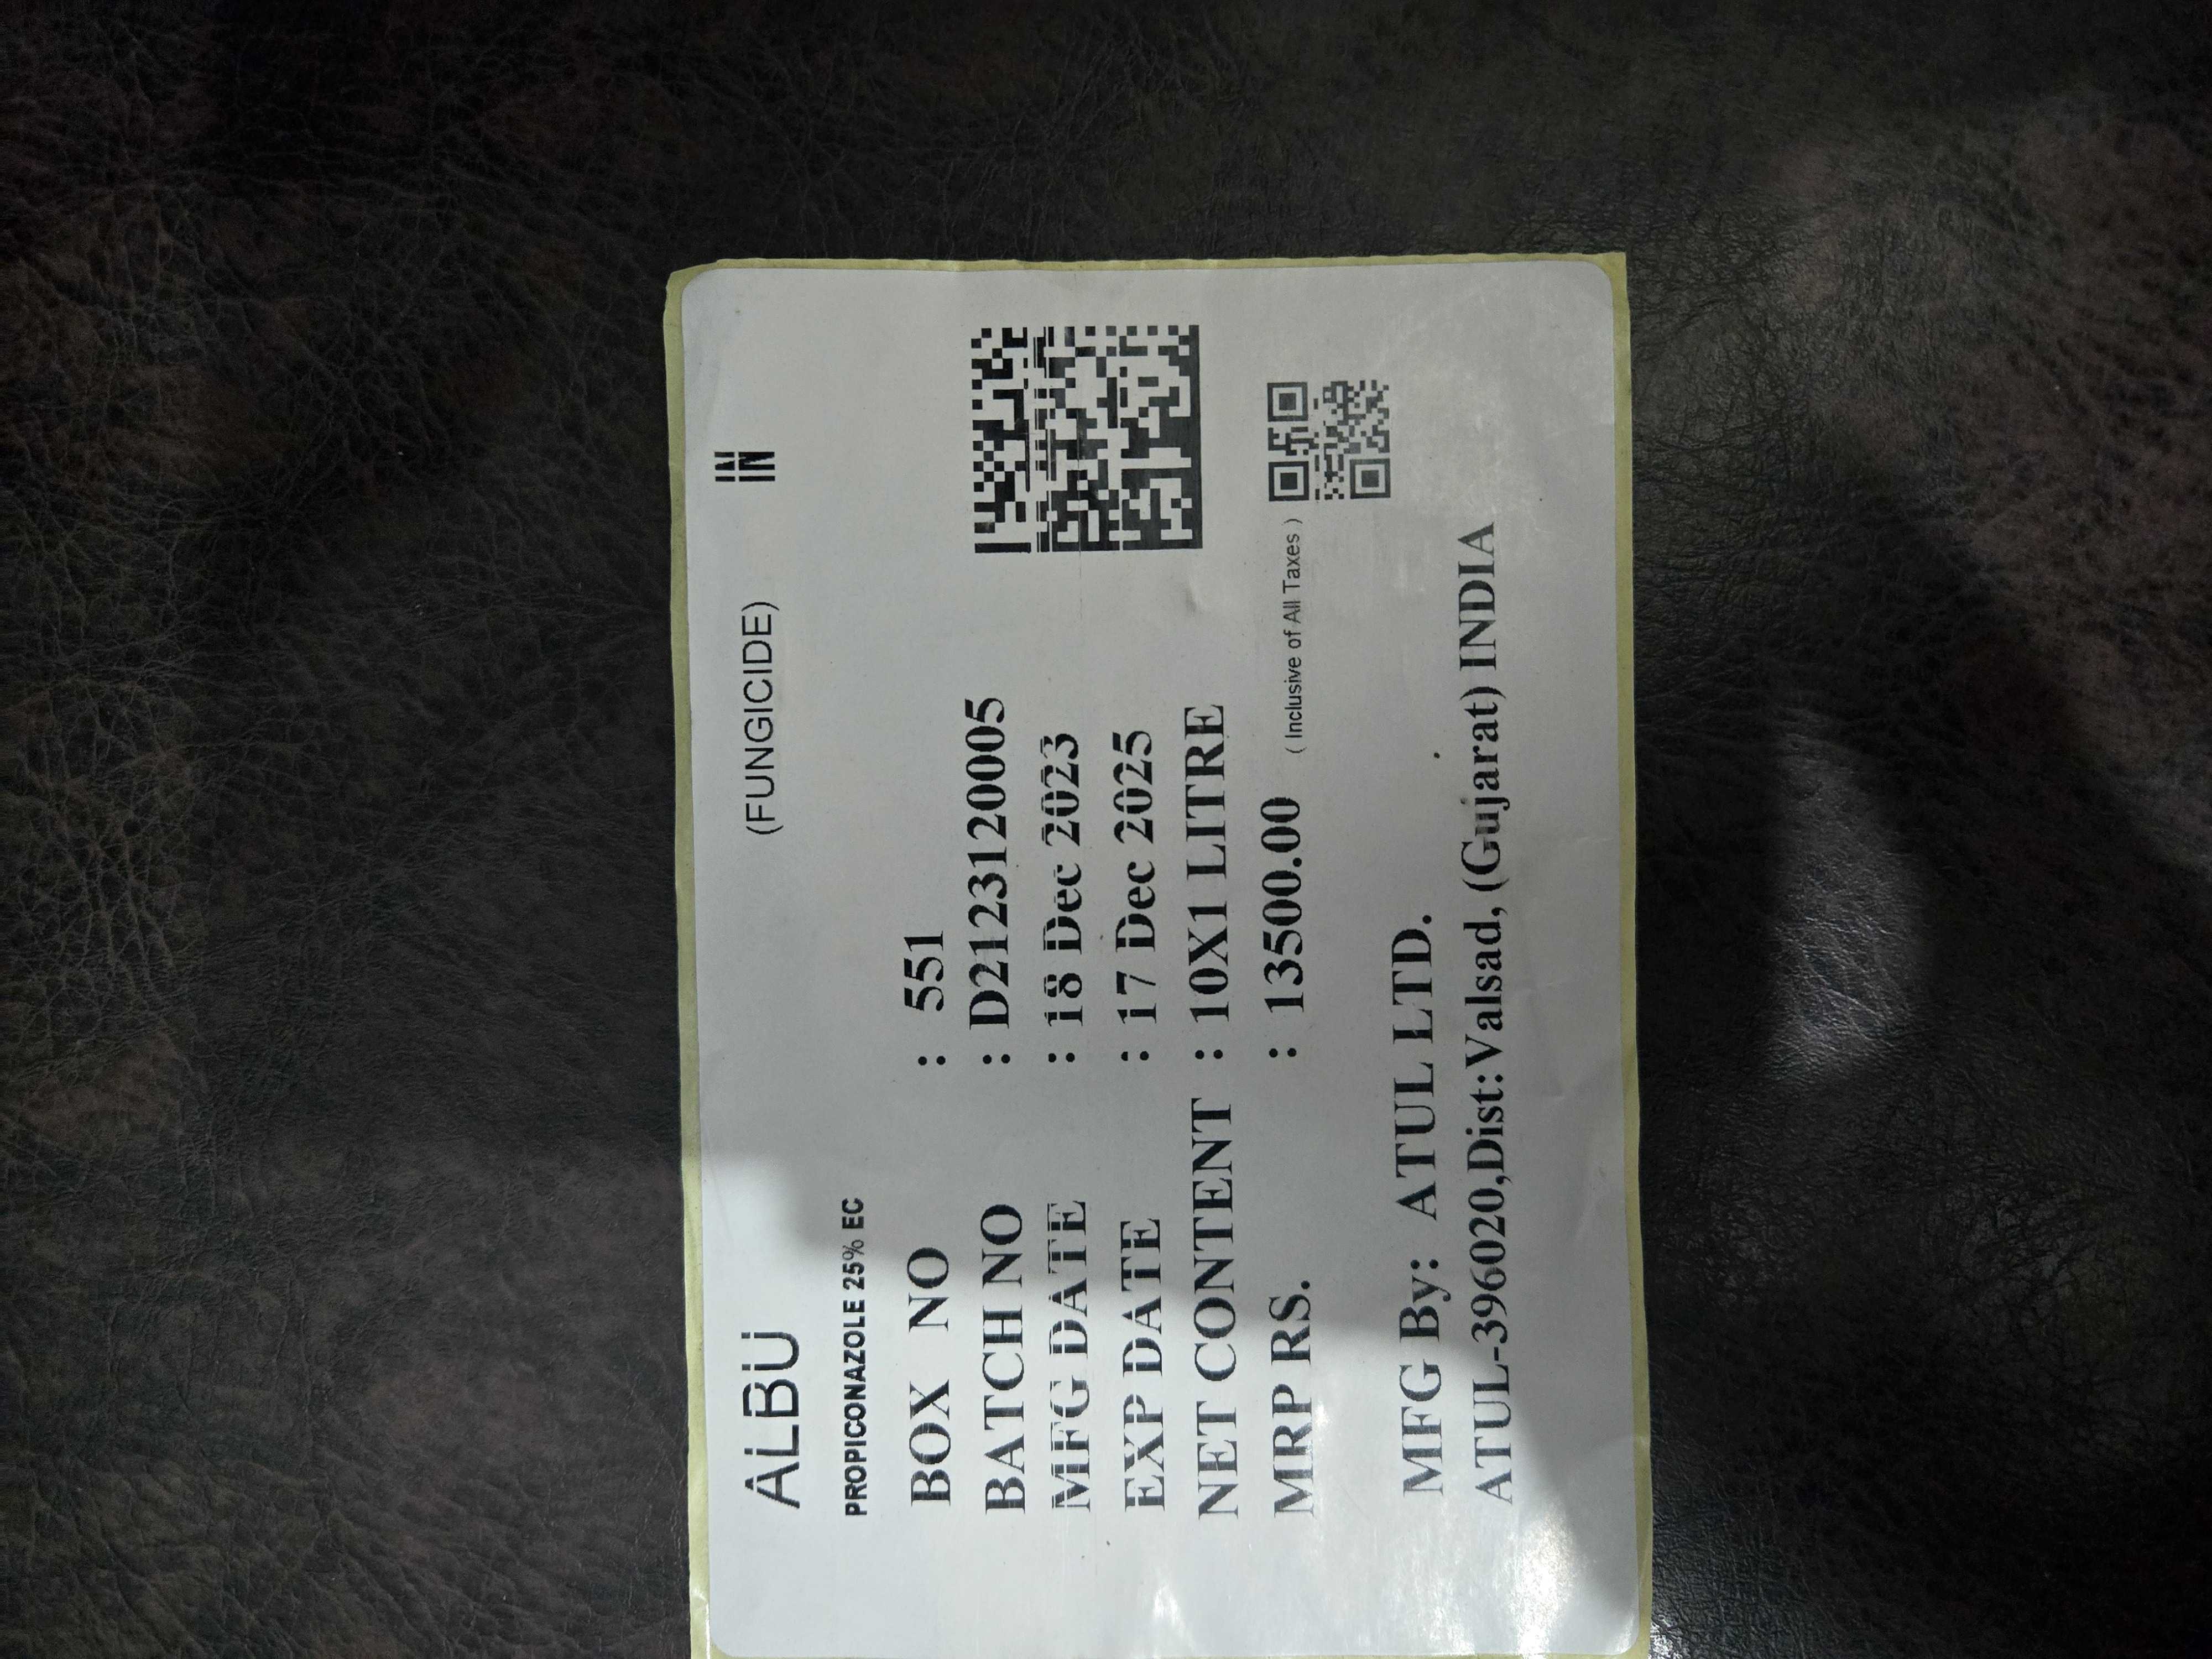 ALBU (FUNGICIDE) IN
PROPICONAZOLE 25% EC
BOX NO : 551
BATCH NO : D2123120005
MFG DATE : 18 Dec 2023
EXP DATE : 17 Dec 2025
NET CONTENT : 10X1 LITRE
MRP RS. : 13500.00 ( Inclusive of All Taxes )
MFG By: ATUL LTD.
ATUL-396020,Dist:Valsad, (Gujarat) INDIA